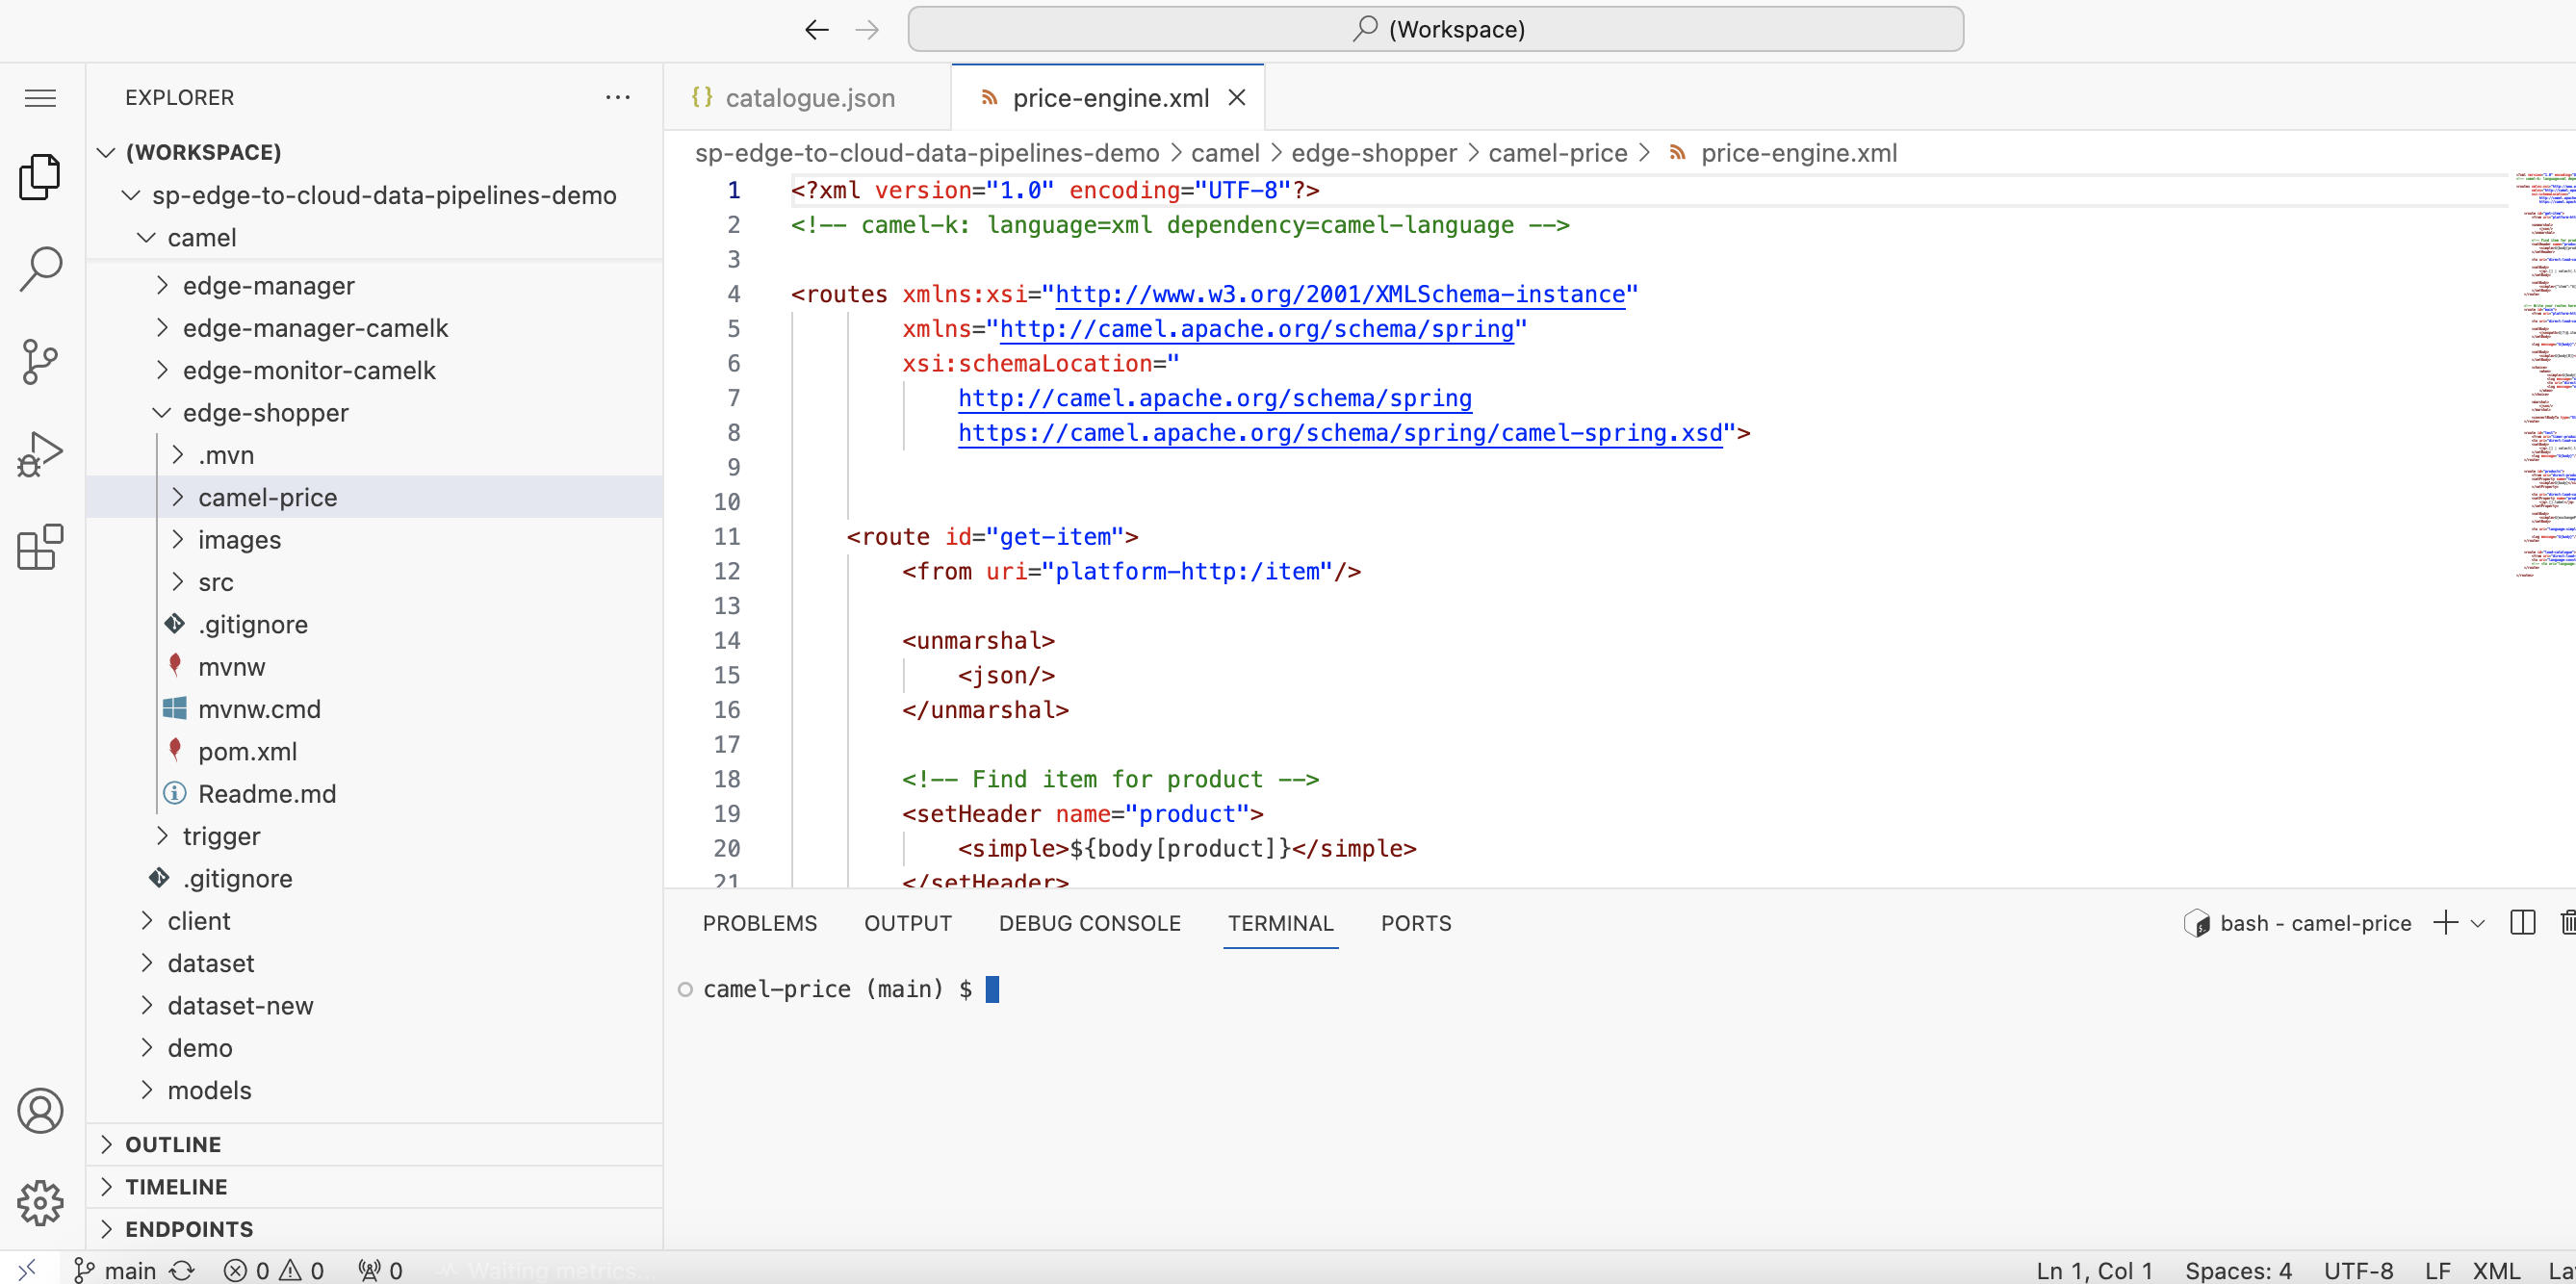 (Workspace)
EXPLORER
(WORKSPACE)
sp-edge-to-cloud-data-pipelines-demo
camel
edge-manager
edge-manager-camelk
edge-monitor-camelk
edge-shopper
.mvn
camel-price
images
src
.gitignore
mvnw
mvnw.cmd
pom.xml
Readme.md
trigger
.gitignore
client
dataset
dataset-new
demo
models
OUTLINE
TIMELINE
ENDPOINTS
catalogue.json
price-engine.xml
sp-edge-to-cloud-data-pipelines-demo > camel > edge-shopper > camel-price > price-engine.xml
1 <?xml version="1.0" encoding="UTF-8"?>
2 <!-- camel-k: language=xml dependency=camel-language -->
3
4 <routes xmlns:xsi="http://www.w3.org/2001/XMLSchema-instance"
5 xmlns="http://camel.apache.org/schema/spring"
6 xsi:schemaLocation="
7 http://camel.apache.org/schema/spring
8 https://camel.apache.org/schema/spring/camel-spring.xsd">
9
10
11 <route id="get-item">
12 <from uri="platform-http:/item"/>
13
14 <unmarshal>
15 <json/>
16 </unmarshal>
17
18 <!-- Find item for product -->
19 <setHeader name="product">
20 <simple>${body[product]}</simple>
21 </setHeader>
PROBLEMS OUTPUT DEBUG CONSOLE TERMINAL PORTS
bash - camel-price
camel-price (main) $
main 0 0 0 Waiting metrics...
Ln 1, Col 1 Spaces: 4 UTF-8 LF XML